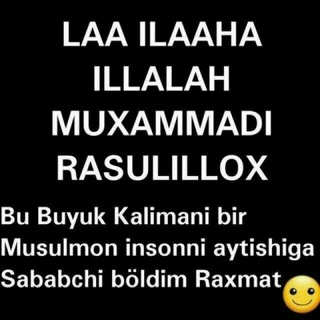 LAA ILAAHA
ILLALAH
MUXAMMADI
RASULILLOX
Bu Buyuk Kalimani bir
Musulmon insonni aytishiga
Sababchi böldim Raxmat